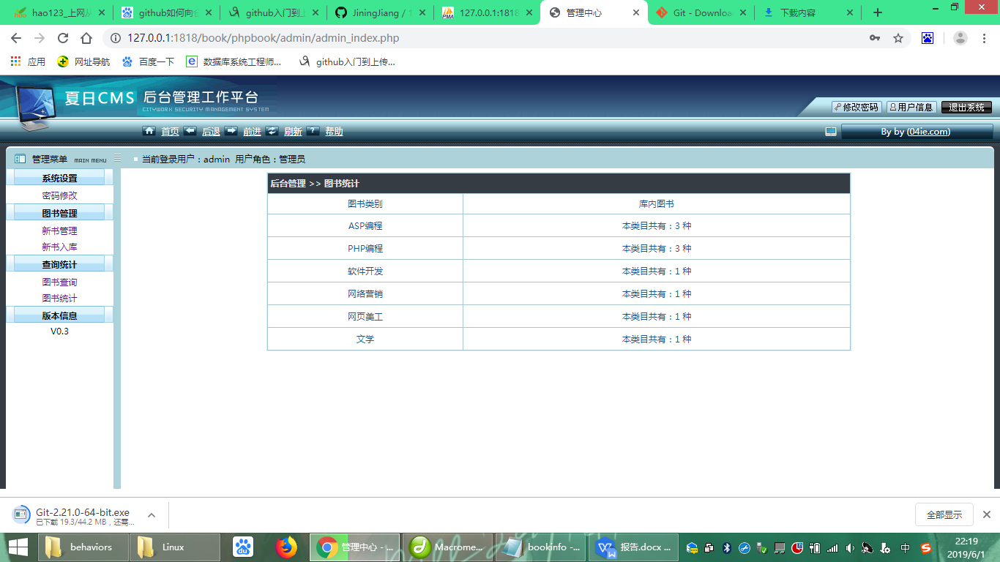 hao123_上网从
github如何向仓
github入门到上
JiningJiang / 1
127.0.0.1:1818
管理中心
Git - Downloa
下载内容
127.0.0.1:1818/book/phpbook/admin/admin_index.php
应用
网址导航
百度一下
数据库系统工程师...
github入门到上传...
夏日CMS 后台管理工作平台
CITYWORK SECURITY MANAGEMENT SYSTEM
修改密码 用户信息 退出系统
首页 后退 前进 刷新 ? 帮助
By by (04ie.com)
管理菜单 MAIN MENU
当前登录用户：admin 用户角色：管理员
系统设置
密码修改
图书管理
新书管理
新书入库
查询统计
图书查询
图书统计
版本信息
V0.3
后台管理 >> 图书统计
图书类别 库内图书
ASP编程 本类目共有：3 种
PHP编程 本类目共有：3 种
软件开发 本类目共有：1 种
网络营销 本类目共有：1 种
网页美工 本类目共有：1 种
文学 本类目共有：1 种
Git-2.21.0-64-bit.exe
已下载 19.3/44.2 MB，还需...
全部显示
behaviors
Linux
管理中心 - ...
Macrome...
bookinfo -...
报告.docx ...
中
22:19
2019/6/1